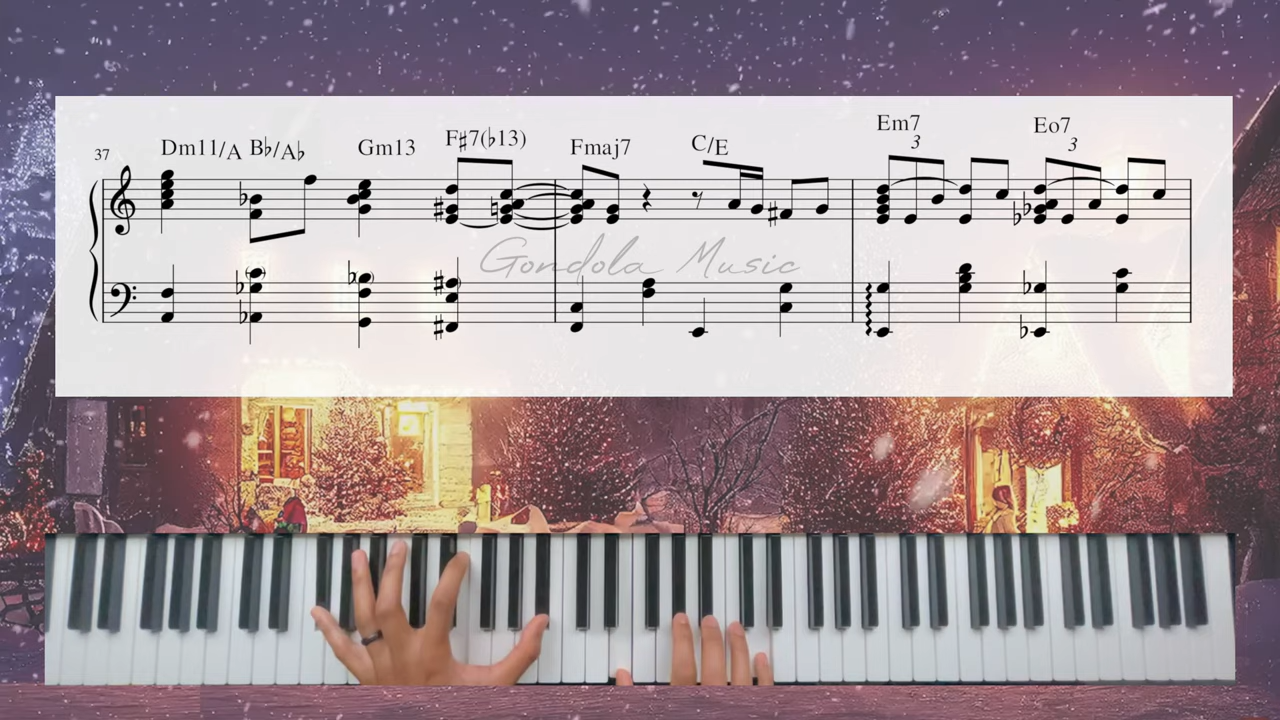 37 Dm11/A B♭/A♭ Gm13 F♯7(♭13) Fmaj7 C/E Em7 Eo7
3 3
Gondola Music